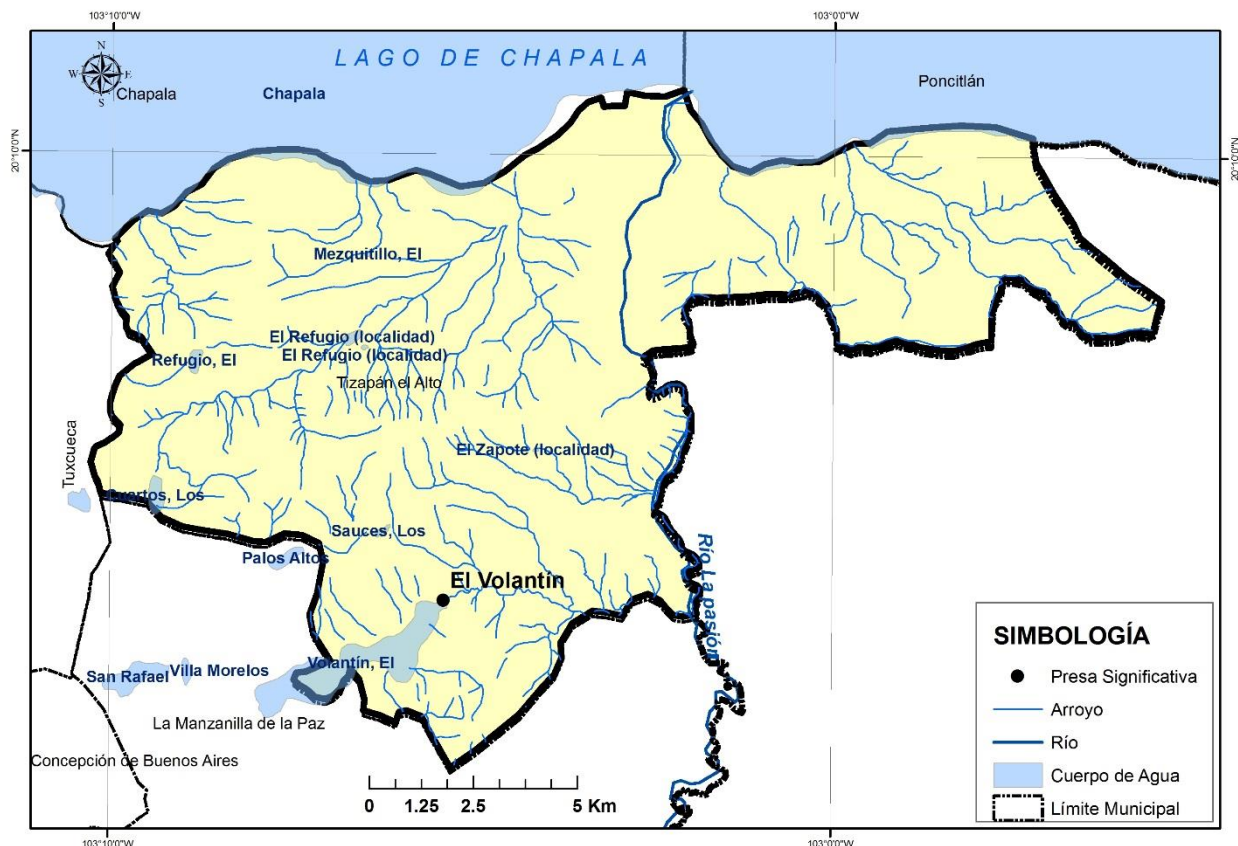 103°10'0"W
103°0'0"W
LAGO DE CHAPALA
N
W E
S
Chapala
Chapala
Poncitlán
20°10'0"N
20°10'0"N
Mezquitillo, El
El Refugio (localidad)
El Refugio (localidad)
Refugio, El
Tizapán el Alto
Tuxcueca
El Zapote (localidad)
Cuartos, Los
Sauces, Los
Palos Altos
Río La pasión
El Volantín
Volantín, El
San Rafael
Villa Morelos
La Manzanilla de la Paz
Concepción de Buenos Aires
0 1.25 2.5 5 Km
SIMBOLOGÍA
Presa Significativa
Arroyo
Río
Cuerpo de Agua
Límite Municipal
103°10'0"W
103°0'0"W